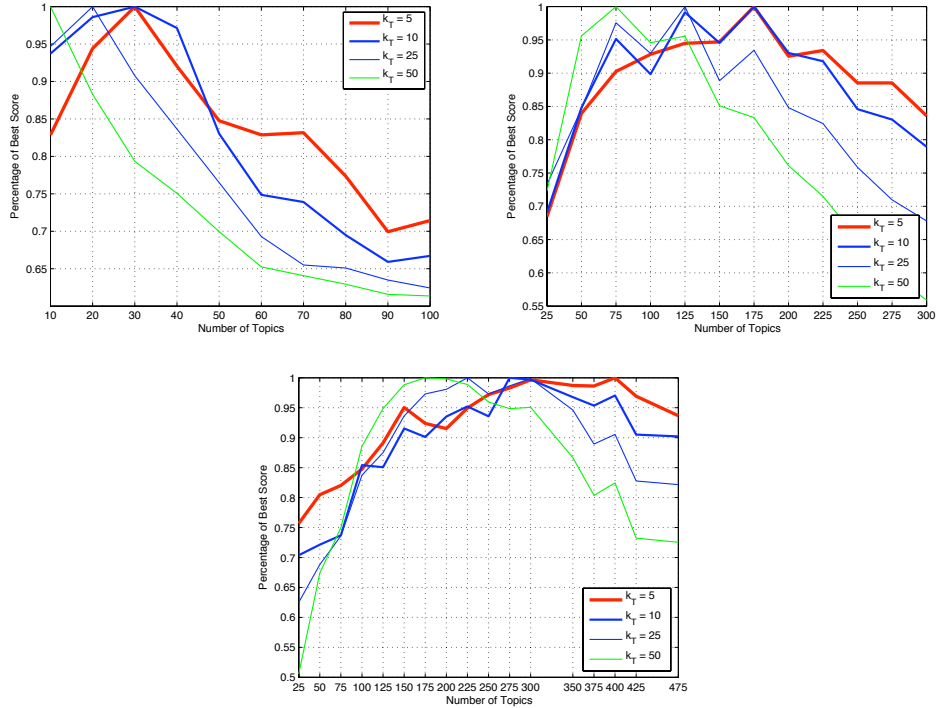 1
0.95
0.9
0.85
0.8
0.75
0.7
0.65
Percentage of Best Score
10 20 30 40 50 60 70 80 90 100
Number of Topics
k_T = 5
k_T = 10
k_T = 25
k_T = 50
1
0.95
0.9
0.85
0.8
0.75
0.7
0.65
0.6
0.55
Percentage of Best Score
25 50 75 100 125 150 175 200 225 250 275 300
Number of Topics
k_T = 5
k_T = 10
k_T = 25
k_T = 50
1
0.95
0.9
0.85
0.8
0.75
0.7
0.65
0.6
0.55
0.5
Percentage of Best Score
25 50 75 100 125 150 175 200 225 250 275 300 350 375 400 425 475
Number of Topics
k_T = 5
k_T = 10
k_T = 25
k_T = 50